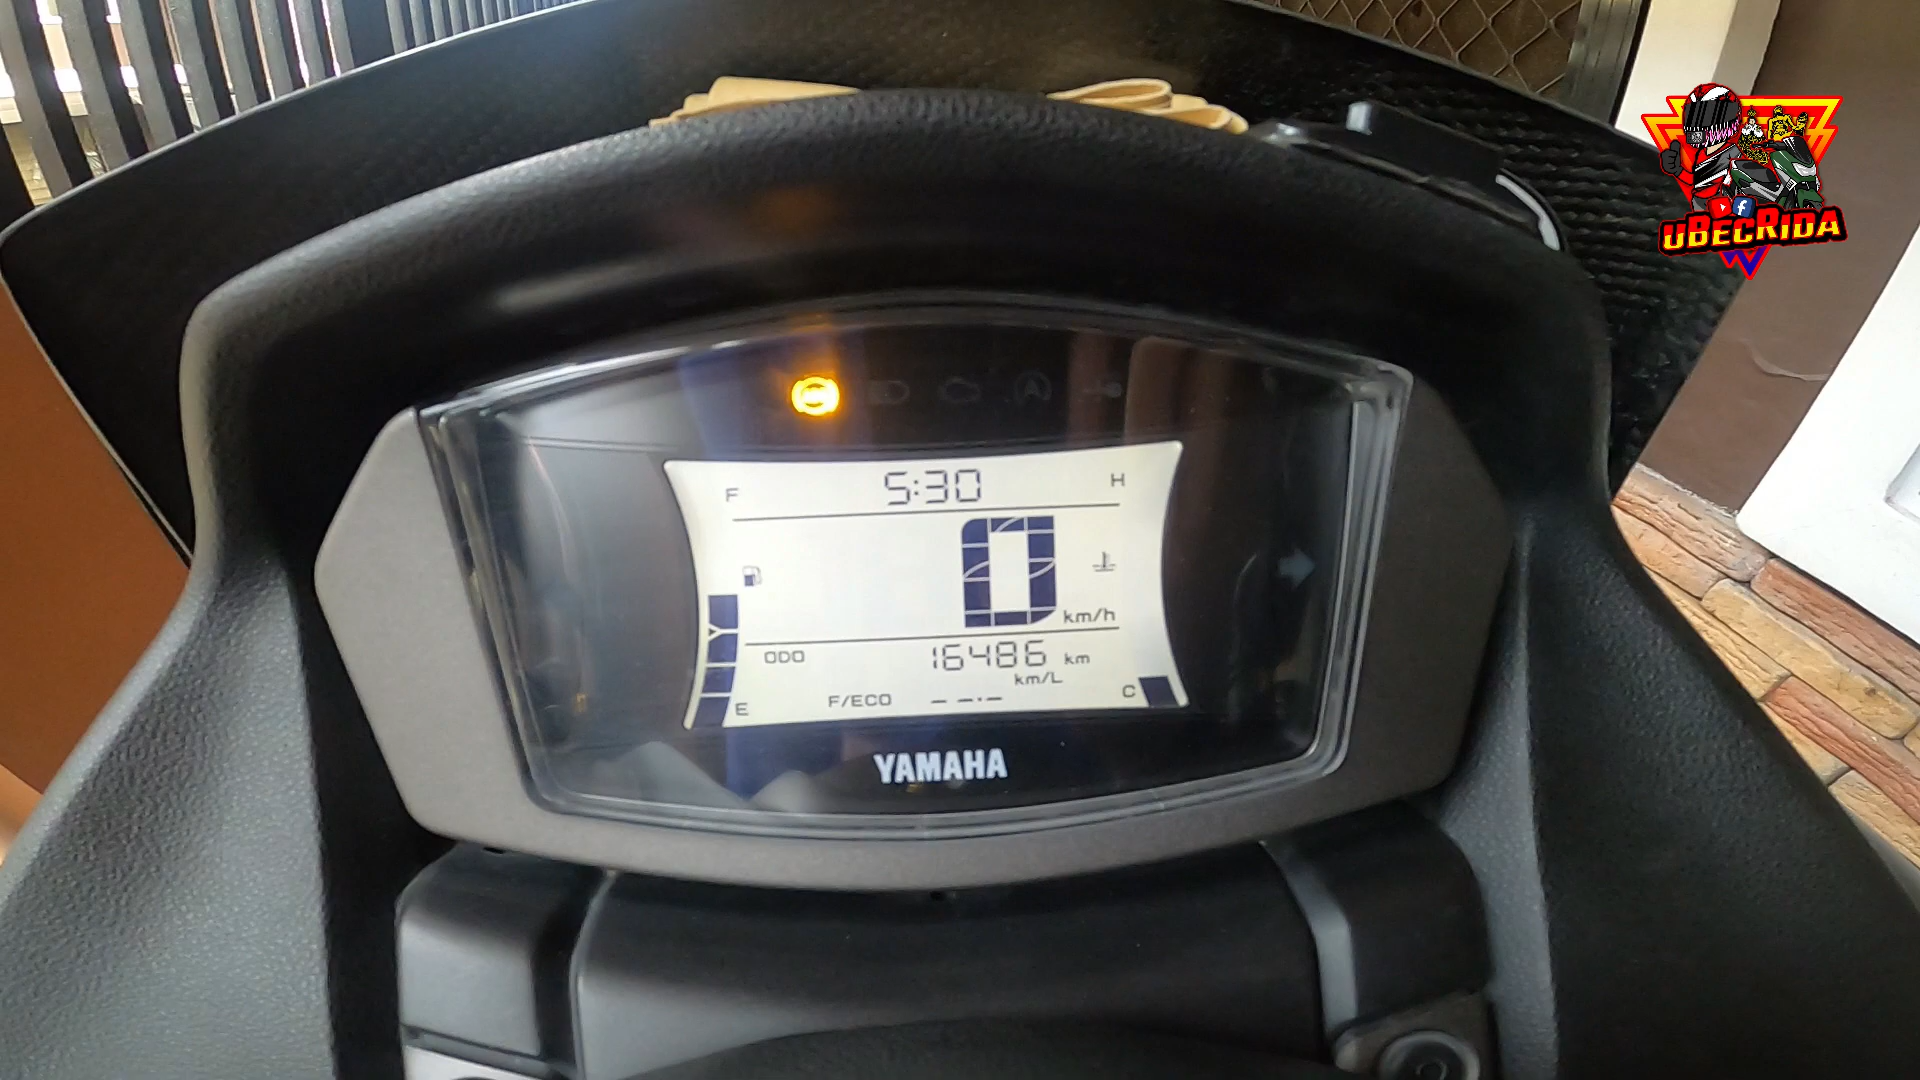 UBECRIDA
A
F 5:30 H
0 km/h
ODO 16486 km
km/L
E F/ECO --.- C
YAMAHA